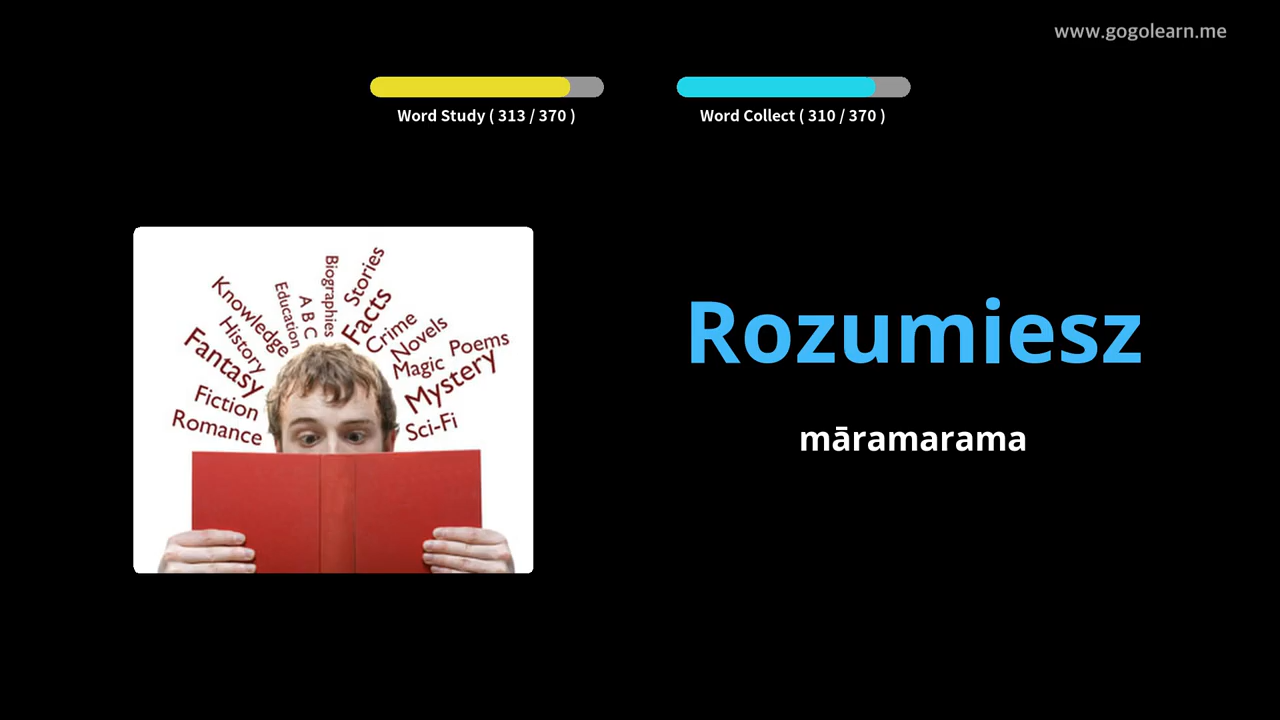 www.gogolearn.me
Word Study ( 313 / 370 )
Word Collect ( 310 / 370 )
Rozumiesz
māramarama
Knowledge
History
Fantasy
Fiction
Romance
Education
A B C
Biographies
Stories
Facts
Crime
Novels
Magic
Poems
Mystery
Sci-Fi